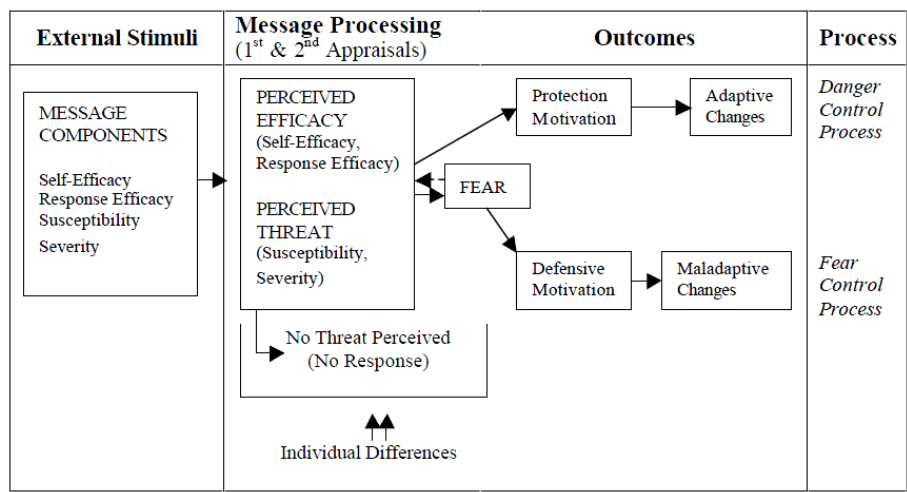 External Stimuli
Message Processing
(1st & 2nd Appraisals)
Outcomes
Process
MESSAGE
COMPONENTS
Self-Efficacy
Response Efficacy
Susceptibility
Severity
PERCEIVED
EFFICACY
(Self-Efficacy,
Response Efficacy)
PERCEIVED
THREAT
(Susceptibility,
Severity)
No Threat Perceived
(No Response)
Individual Differences
FEAR
Protection
Motivation
Adaptive
Changes
Defensive
Motivation
Maladaptive
Changes
Danger
Control
Process
Fear
Control
Process